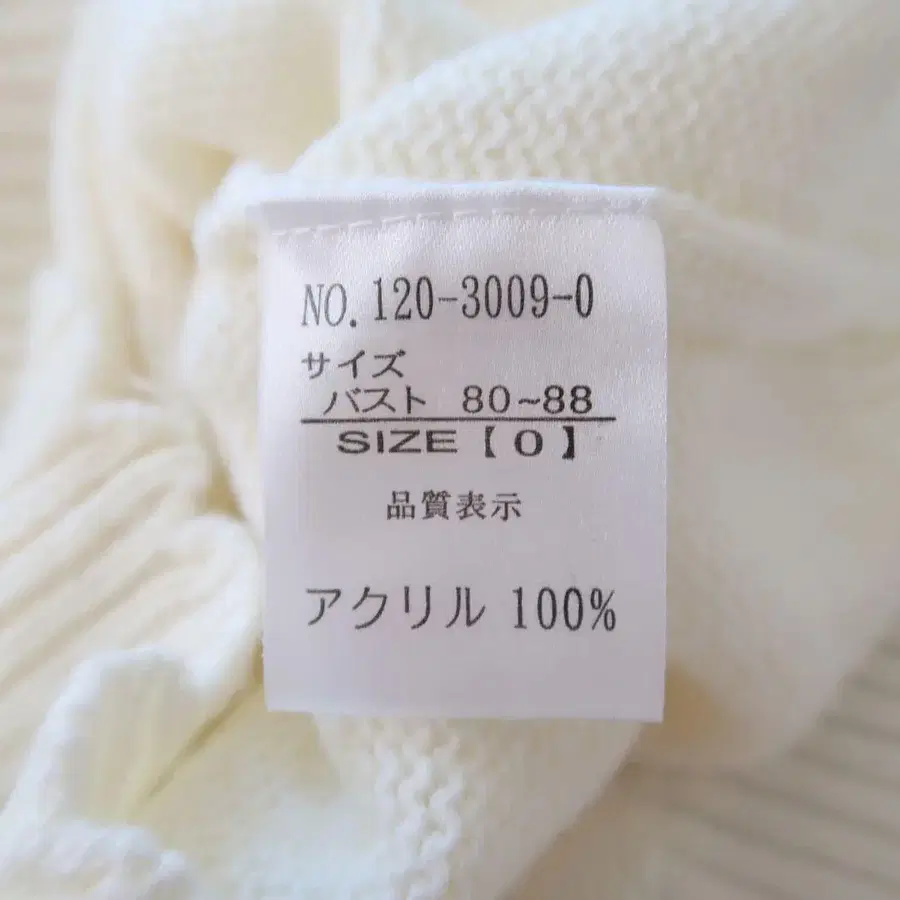 NO. 120-3009-0
サイズ
バスト 80~88
SIZE【0】
品質表示
アクリル 100%